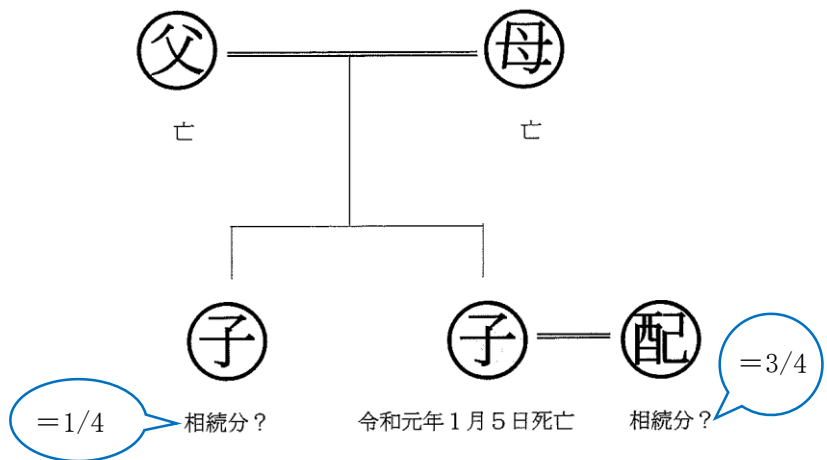 父 母
亡 亡
子 子 配
=3/4
=1/4
相続分? 令和元年1月5日死亡 相続分?